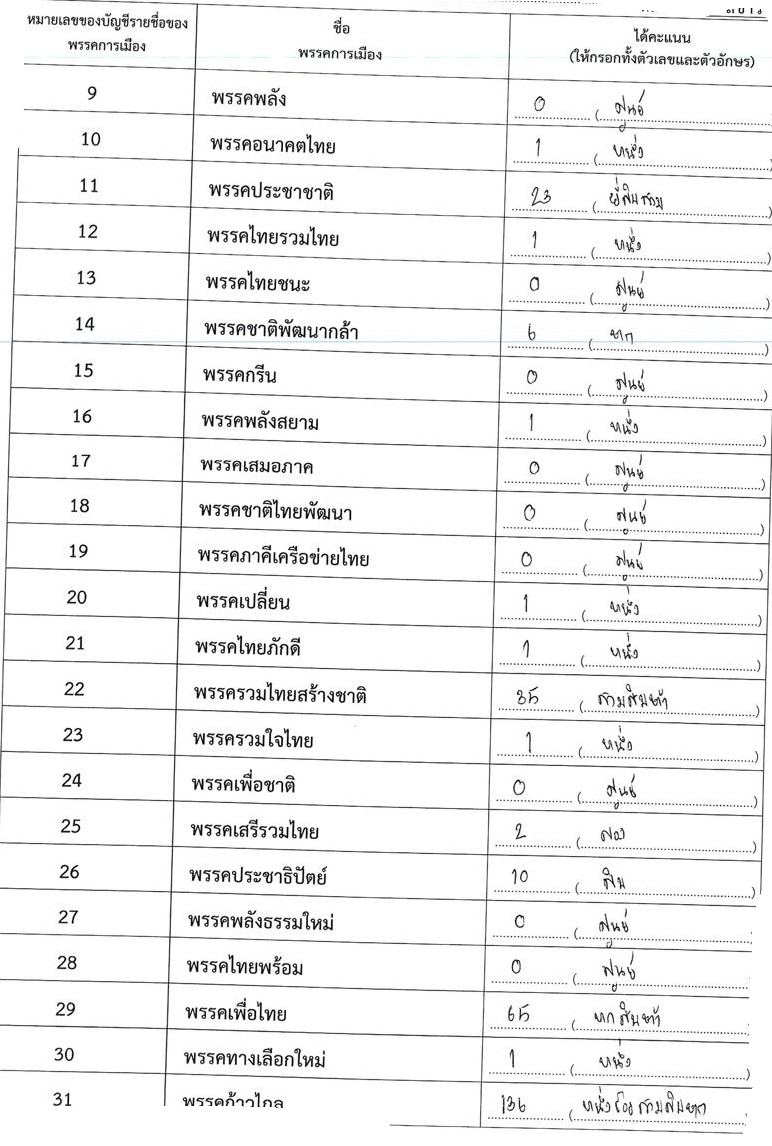 หมายเลขของบัญชีรายชื่อของ ชื่อ ได้คะแนน
พรรคการเมือง พรรคการเมือง (ให้กรอกทั้งตัวเลขและตัวอักษร)
9 พรรคพลัง 0 (ศูนย์
10 พรรคอนาคตไทย 1 (หนึ่ง)
11 พรรคประชาชาติ 23 (ยี่สิบสาม)
12 พรรคไทยรวมไทย 1 (หนึ่ง)
13 พรรคไทยชนะ 0 (ศูนย์)
14 พรรคชาติพัฒนากล้า 6 (หก)
15 พรรคกรีน 0 (ศูนย์)
16 พรรคพลังสยาม 1 (หนึ่ง)
17 พรรคเสมอภาค 0 (ศูนย์)
18 พรรคชาติไทยพัฒนา 0 (ศูนย์)
19 พรรคภาคีเครือข่ายไทย 0 (ศูนย์)
20 พรรคเปลี่ยน 1 (หนึ่ง)
21 พรรคไทยภักดี 1 (หนึ่ง)
22 พรรครวมไทยสร้างชาติ 35 (สามสิบห้า)
23 พรรครวมใจไทย 1 (หนึ่ง)
24 พรรคเพื่อชาติ 0 (ศูนย์)
25 พรรคเสรีรวมไทย 2 (สอง)
26 พรรคประชาธิปัตย์ 10 (สิบ)
27 พรรคพลังธรรมใหม่ 0 (ศูนย์
28 พรรคไทยพร้อม 0 (ศูนย์
29 พรรคเพื่อไทย 65 (หกสิบห้า
30 พรรคทางเลือกใหม่ 1 (หนึ่ง)
31 พรรคก้าวไกล 136 (หนึ่งร้อยสามสิบหก)